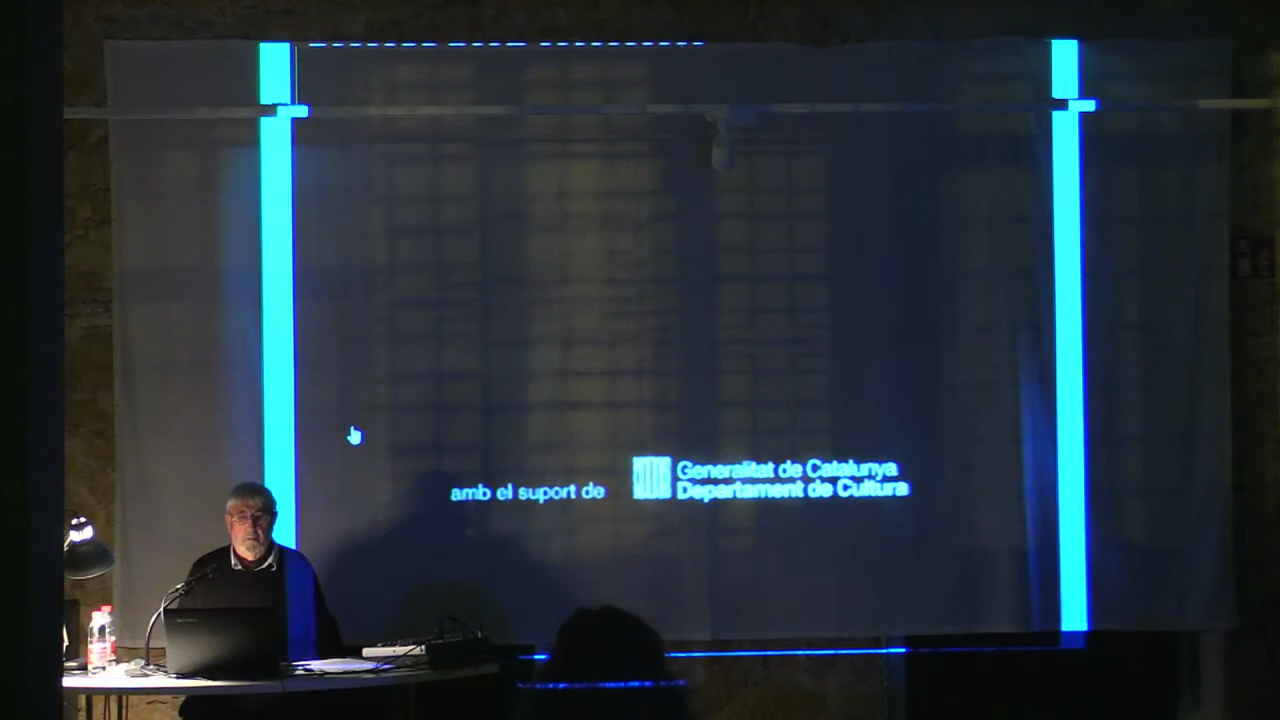 amb el suport de
Generalitat de Catalunya
Departament de Cultura